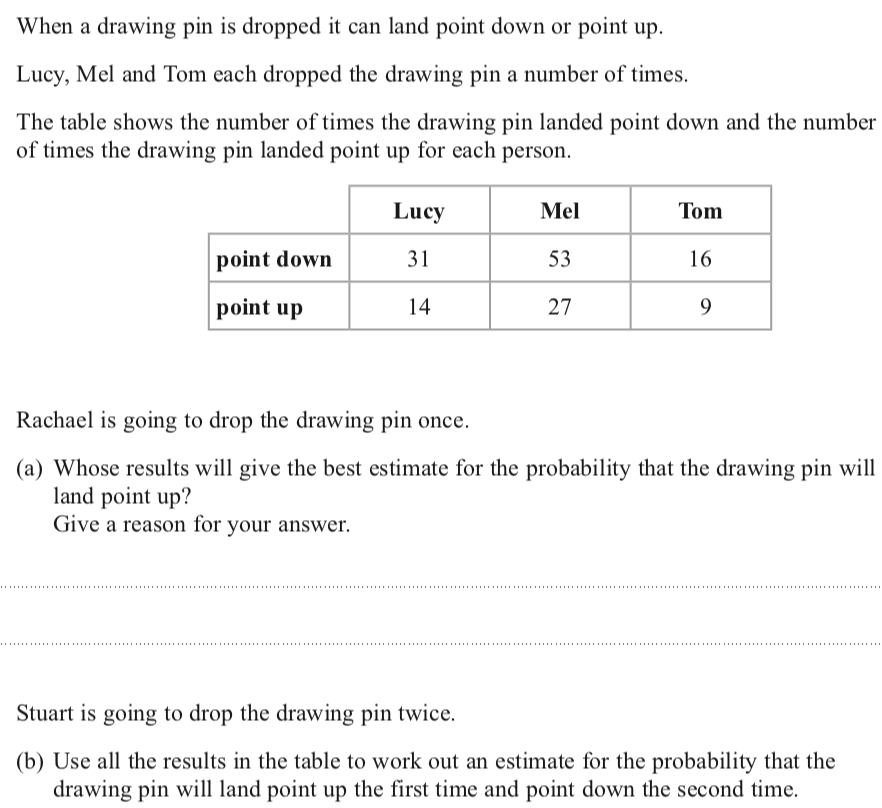 When a drawing pin is dropped it can land point down or point up.
Lucy, Mel and Tom each dropped the drawing pin a number of times.
The table shows the number of times the drawing pin landed point down and the number
of times the drawing pin landed point up for each person.
Lucy Mel Tom
point down 31 53 16
point up 14 27 9
Rachael is going to drop the drawing pin once.
(a) Whose results will give the best estimate for the probability that the drawing pin will
land point up?
Give a reason for your answer.
Stuart is going to drop the drawing pin twice.
(b) Use all the results in the table to work out an estimate for the probability that the
drawing pin will land point up the first time and point down the second time.